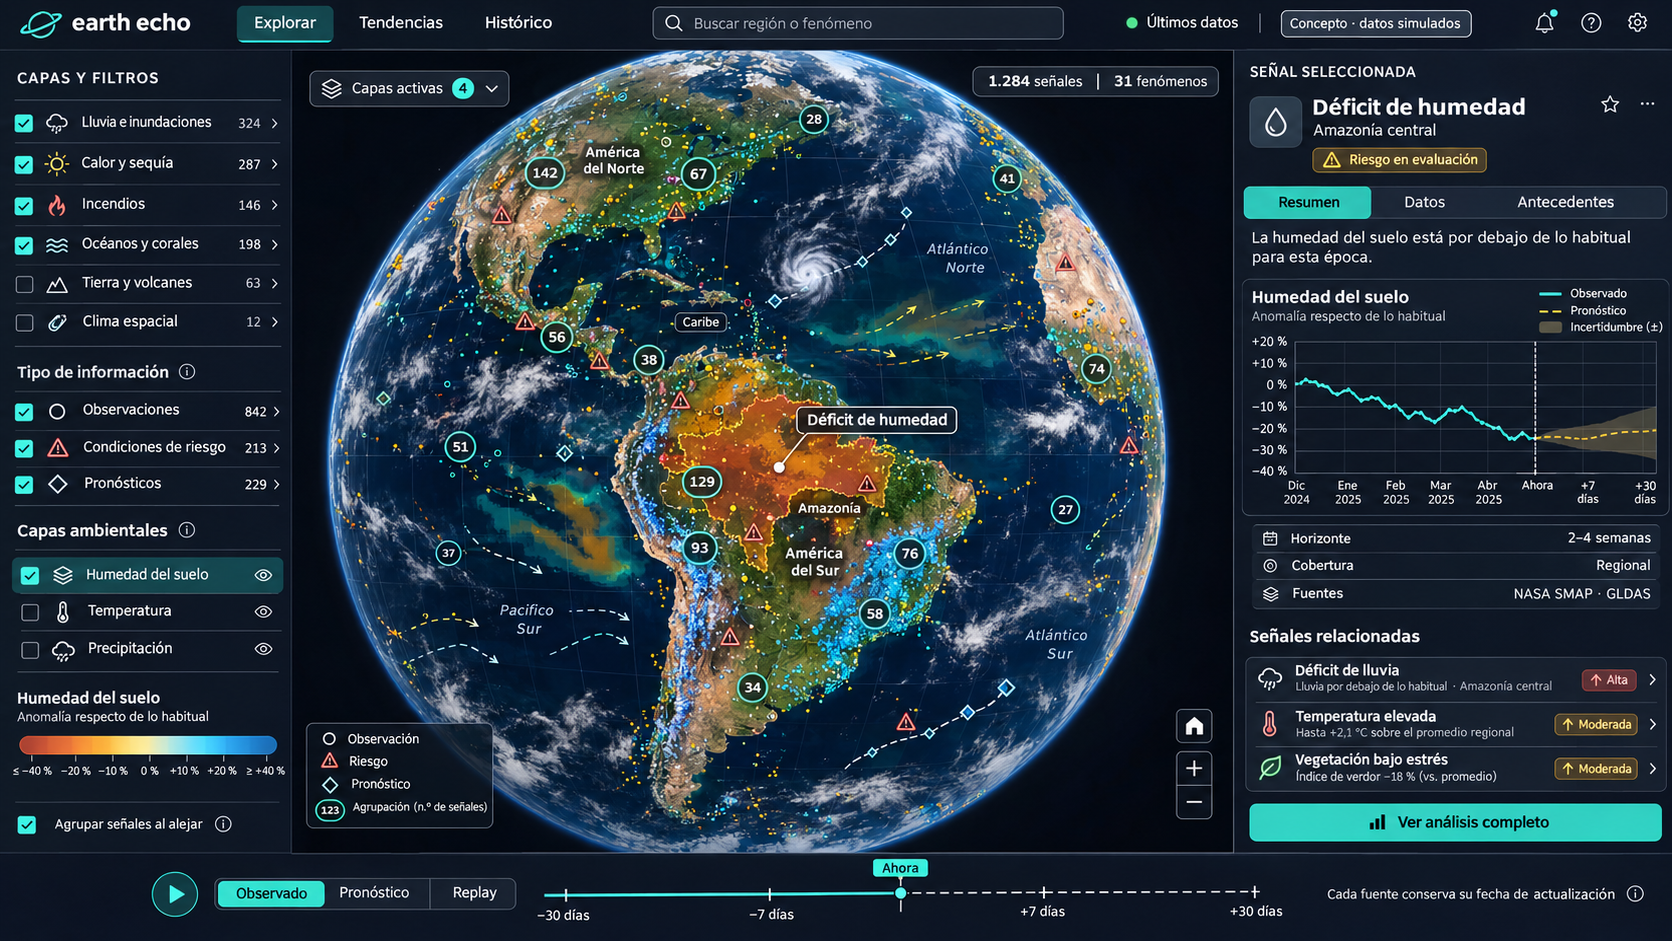 earth echo
Explorar
Tendencias
Histórico
Buscar región o fenómeno
Últimos datos
Concepto · datos simulados
CAPAS Y FILTROS
Lluvia e inundaciones 324
Calor y sequía 287
Incendios 146
Océanos y corales 198
Tierra y volcanes 63
Clima espacial 12
Tipo de información
Observaciones 842
Condiciones de riesgo 213
Pronósticos 229
Capas ambientales
Humedad del suelo
Temperatura
Precipitación
Humedad del suelo
Anomalía respecto de lo habitual
≤ −40 % −20 % −10 % 0 % +10 % +20 % ≥ +40 %
Agrupar señales al alejar
Capas activas 4
1.284 señales | 31 fenómenos
28
América
del Norte
142
67
41
Atlántico
Norte
Caribe
56
38
74
Déficit de humedad
51
129
Amazonía
27
93
América
del Sur
76
37
Pacifico
Sur
58
Atlántico
Sur
34
Observación
Riesgo
Pronóstico
123 Agrupación (n.º de señales)
SEÑAL SELECCIONADA
Déficit de humedad
Amazonía central
Riesgo en evaluación
Resumen
Datos
Antecedentes
La humedad del suelo está por debajo de lo habitual
para esta época.
Humedad del suelo
Anomalía respecto de lo habitual
Observado
Pronóstico
Incertidumbre (±)
+20 %
+10 %
0 %
−10 %
−20 %
−30 %
−40 %
Dic Ene Feb Mar Abr Ahora +7 +30
2024 2025 2025 2025 2025 días días
Horizonte 2–4 semanas
Cobertura Regional
Fuentes NASA SMAP · GLDAS
Señales relacionadas
Déficit de lluvia
Lluvia por debajo de lo habitual · Amazonía central
Alta
Temperatura elevada
Hasta +2,1 °C sobre el promedio regional
Moderada
Vegetación bajo estrés
Índice de verdor −18 % (vs. promedio)
Moderada
Ver análisis completo
Observado
Pronóstico
Replay
Ahora
−30 días
−7 días
+7 días
+30 días
Cada fuente conserva su fecha de actualización